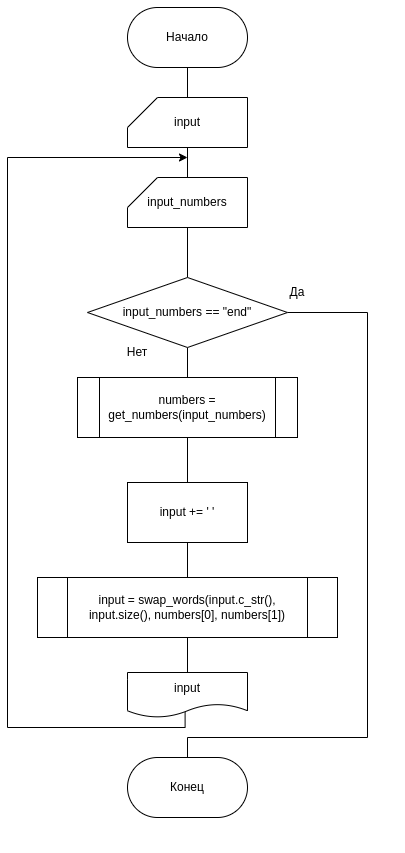 Начало
input
input_numbers
input_numbers == "end"
Да
Нет
numbers =
get_numbers(input_numbers)
input += ' '
input = swap_words(input.c_str(),
input.size(), numbers[0], numbers[1])
input
Конец